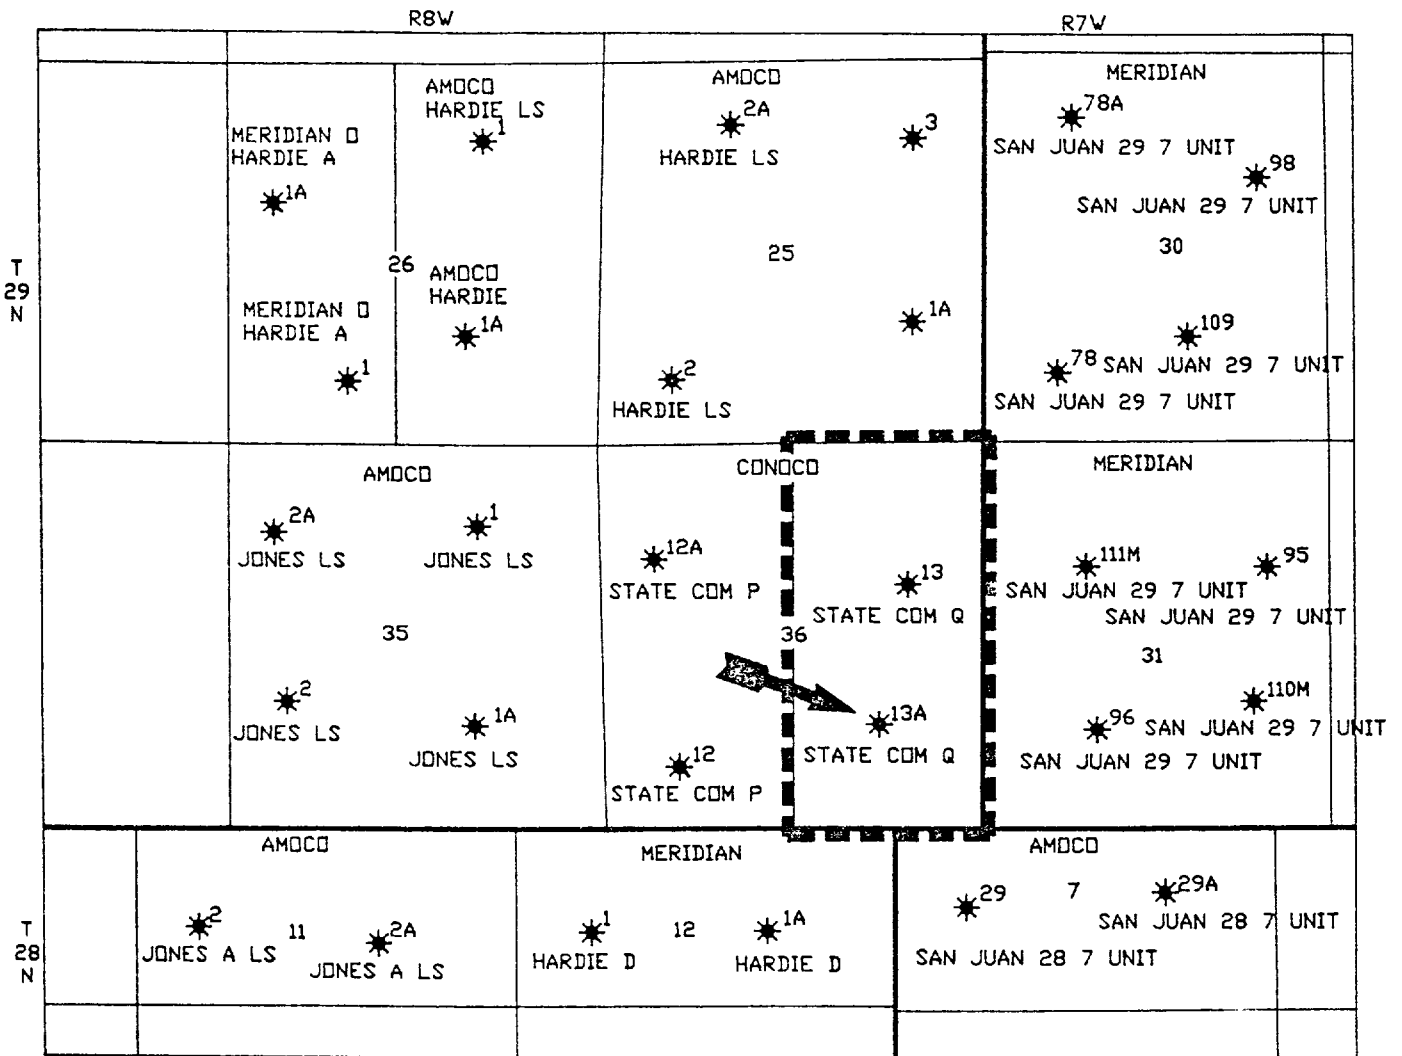 R8W
R7W
AMOCO
HARDIE LS
1
MERIDIAN O
HARDIE A
1A
26
AMOCO
HARDIE
1A
MERIDIAN O
HARDIE A
1
AMOCO
2A
HARDIE LS
3
25
1A
2
HARDIE LS
MERIDIAN
78A
SAN JUAN 29 7 UNIT
98
SAN JUAN 29 7 UNIT
30
109
SAN JUAN 29 7 UNIT
78
SAN JUAN 29 7 UNIT
T
29
N
AMOCO
2A
JONES LS
1
JONES LS
35
2
JONES LS
1A
JONES LS
CONOCO
12A
STATE COM P
13
STATE COM Q
36
13A
STATE COM Q
12
STATE COM P
MERIDIAN
111M
SAN JUAN 29 7 UNIT
95
SAN JUAN 29 7 UNIT
31
110M
SAN JUAN 29 7 UNIT
96
SAN JUAN 29 7 UNIT
T
28
N
AMOCO
2
JONES A LS
11
2A
JONES A LS
MERIDIAN
1
HARDIE D
12
1A
HARDIE D
AMOCO
29
SAN JUAN 28 7 UNIT
7
29A
SAN JUAN 28 7 UNIT